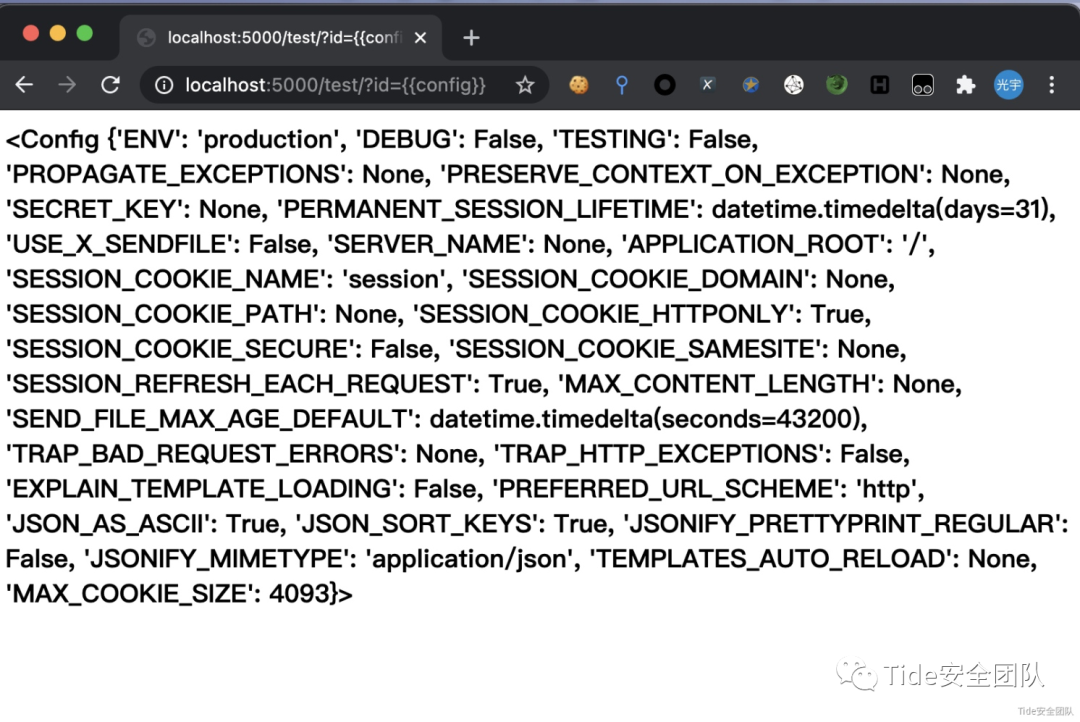 localhost:5000/test/?id={{confi
localhost:5000/test/?id={{config}}
光宇
<Config {'ENV': 'production', 'DEBUG': False, 'TESTING': False,
'PROPAGATE_EXCEPTIONS': None, 'PRESERVE_CONTEXT_ON_EXCEPTION': None,
'SECRET_KEY': None, 'PERMANENT_SESSION_LIFETIME': datetime.timedelta(days=31),
'USE_X_SENDFILE': False, 'SERVER_NAME': None, 'APPLICATION_ROOT': '/',
'SESSION_COOKIE_NAME': 'session', 'SESSION_COOKIE_DOMAIN': None,
'SESSION_COOKIE_PATH': None, 'SESSION_COOKIE_HTTPONLY': True,
'SESSION_COOKIE_SECURE': False, 'SESSION_COOKIE_SAMESITE': None,
'SESSION_REFRESH_EACH_REQUEST': True, 'MAX_CONTENT_LENGTH': None,
'SEND_FILE_MAX_AGE_DEFAULT': datetime.timedelta(seconds=43200),
'TRAP_BAD_REQUEST_ERRORS': None, 'TRAP_HTTP_EXCEPTIONS': False,
'EXPLAIN_TEMPLATE_LOADING': False, 'PREFERRED_URL_SCHEME': 'http',
'JSON_AS_ASCII': True, 'JSON_SORT_KEYS': True, 'JSONIFY_PRETTYPRINT_REGULAR':
False, 'JSONIFY_MIMETYPE': 'application/json', 'TEMPLATES_AUTO_RELOAD': None,
'MAX_COOKIE_SIZE': 4093}>
Tide安全团队
Tide安全团队